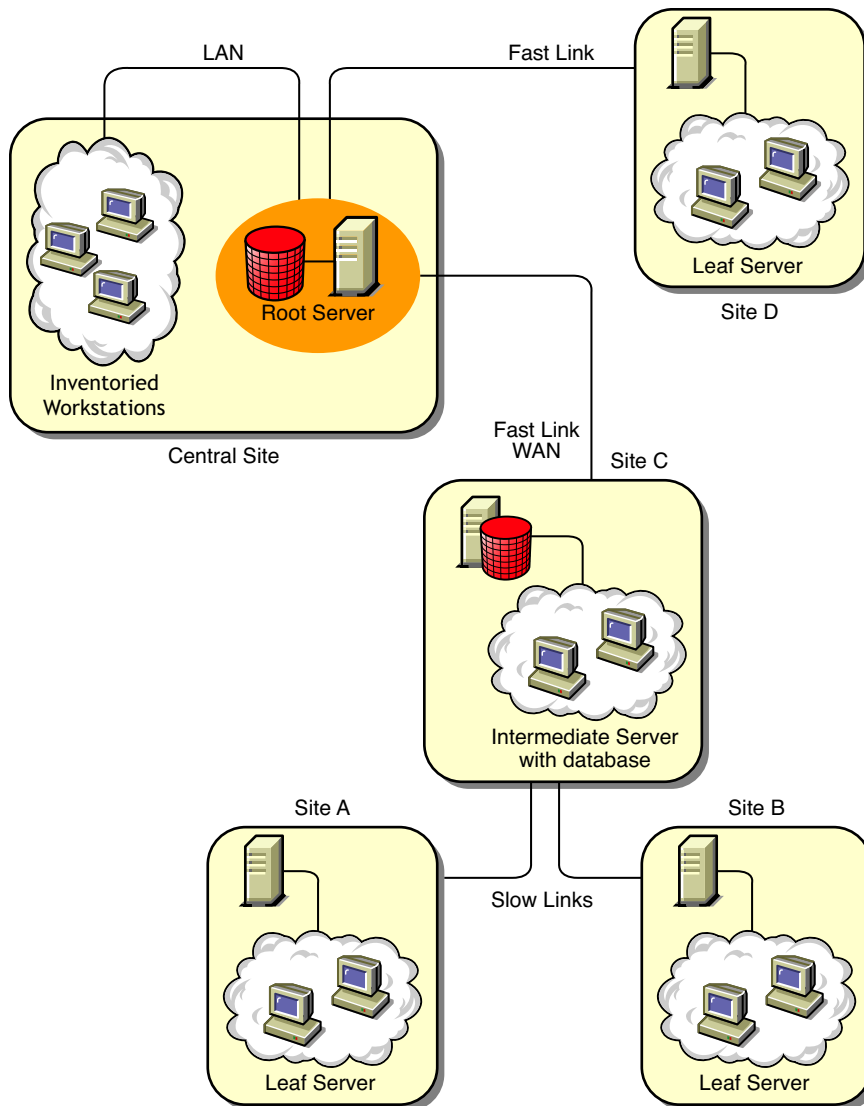 LAN
Fast Link
Root Server
Inventoried
Workstations
Central Site
Leaf Server
Site D
Fast Link
WAN
Site C
Intermediate Server
with database
Site A
Site B
Slow Links
Leaf Server
Leaf Server